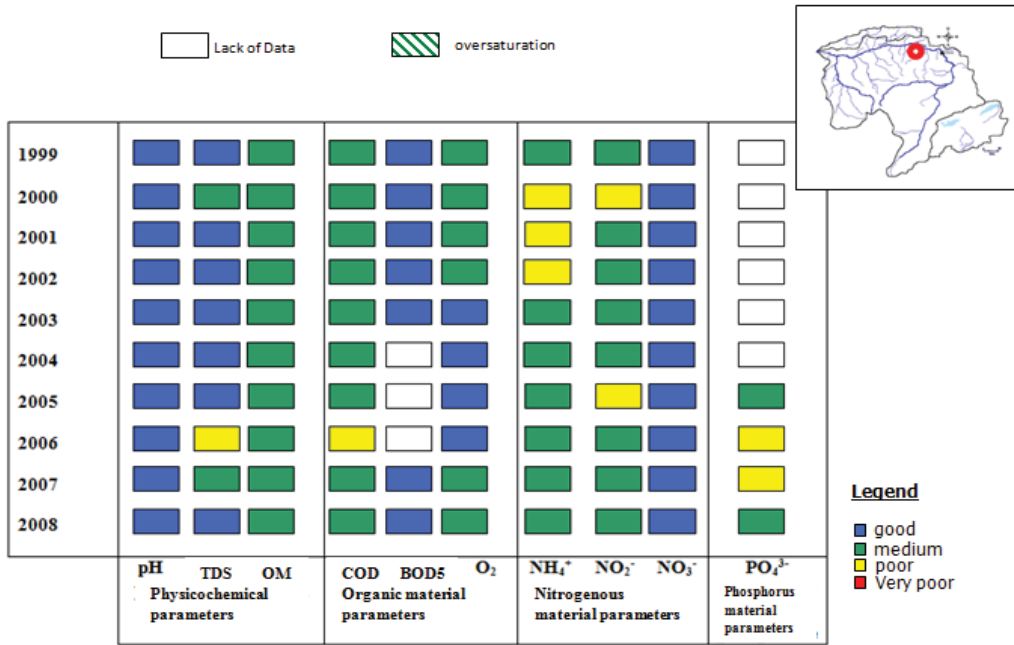 Lack of Data
oversaturation
1999
2000
2001
2002
2003
2004
2005
2006
2007
2008
pH TDS OM COD BOD5 O₂ NH₄⁺ NO₂⁻ NO₃⁻ PO₄³⁻
Physicochemical
parameters
Organic material
parameters
Nitrogenous
material parameters
Phosphorus
material
parameters
Legend
good
medium
poor
Very poor